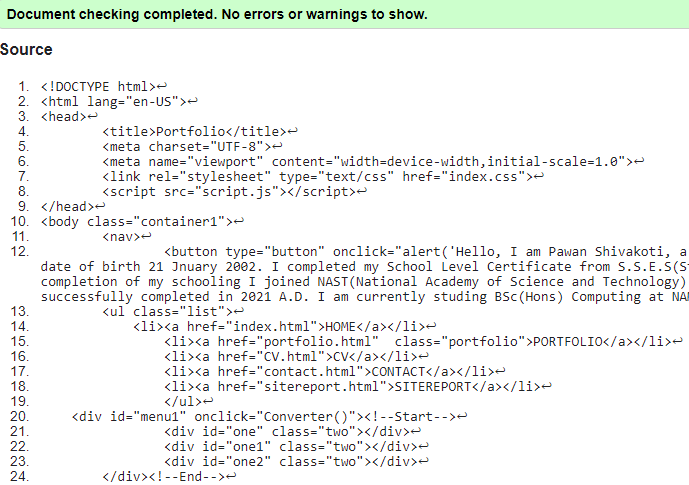 Document checking completed. No errors or warnings to show.
Source
1. <!DOCTYPE html>↩
2. <html lang="en-US">↩
3. <head>↩
4. <title>Portfolio</title>↩
5. <meta charset="UTF-8">↩
6. <meta name="viewport" content="width=device-width,initial-scale=1.0">↩
7. <link rel="stylesheet" type="text/css" href="index.css">↩
8. <script src="script.js"></script>↩
9. </head>↩
10. <body class="container1">↩
11. <nav>↩
12. <button type="button" onclick="alert('Hello, I am Pawan Shivakoti, a
date of birth 21 Jnuary 2002. I completed my School Level Certificate from S.S.E.S(S
completion of my schooling I joined NAST(National Academy of Science and Technology)
successfully completed in 2021 A.D. I am currently studing BSc(Hons) Computing at NA
13. <ul class="list">↩
14. <li><a href="index.html">HOME</a></li>↩
15. <li><a href="portfolio.html"  class="portfolio">PORTFOLIO</a></li>↩
16. <li><a href="CV.html">CV</a></li>↩
17. <li><a href="contact.html">CONTACT</a></li>↩
18. <li><a href="sitereport.html">SITEREPORT</a></li>↩
19. </ul>↩
20. <div id="menu1" onclick="Converter()"><!--Start-->↩
21. <div id="one" class="two"></div>↩
22. <div id="one1" class="two"></div>↩
23. <div id="one2" class="two"></div>↩
24. </div><!--End-->↩